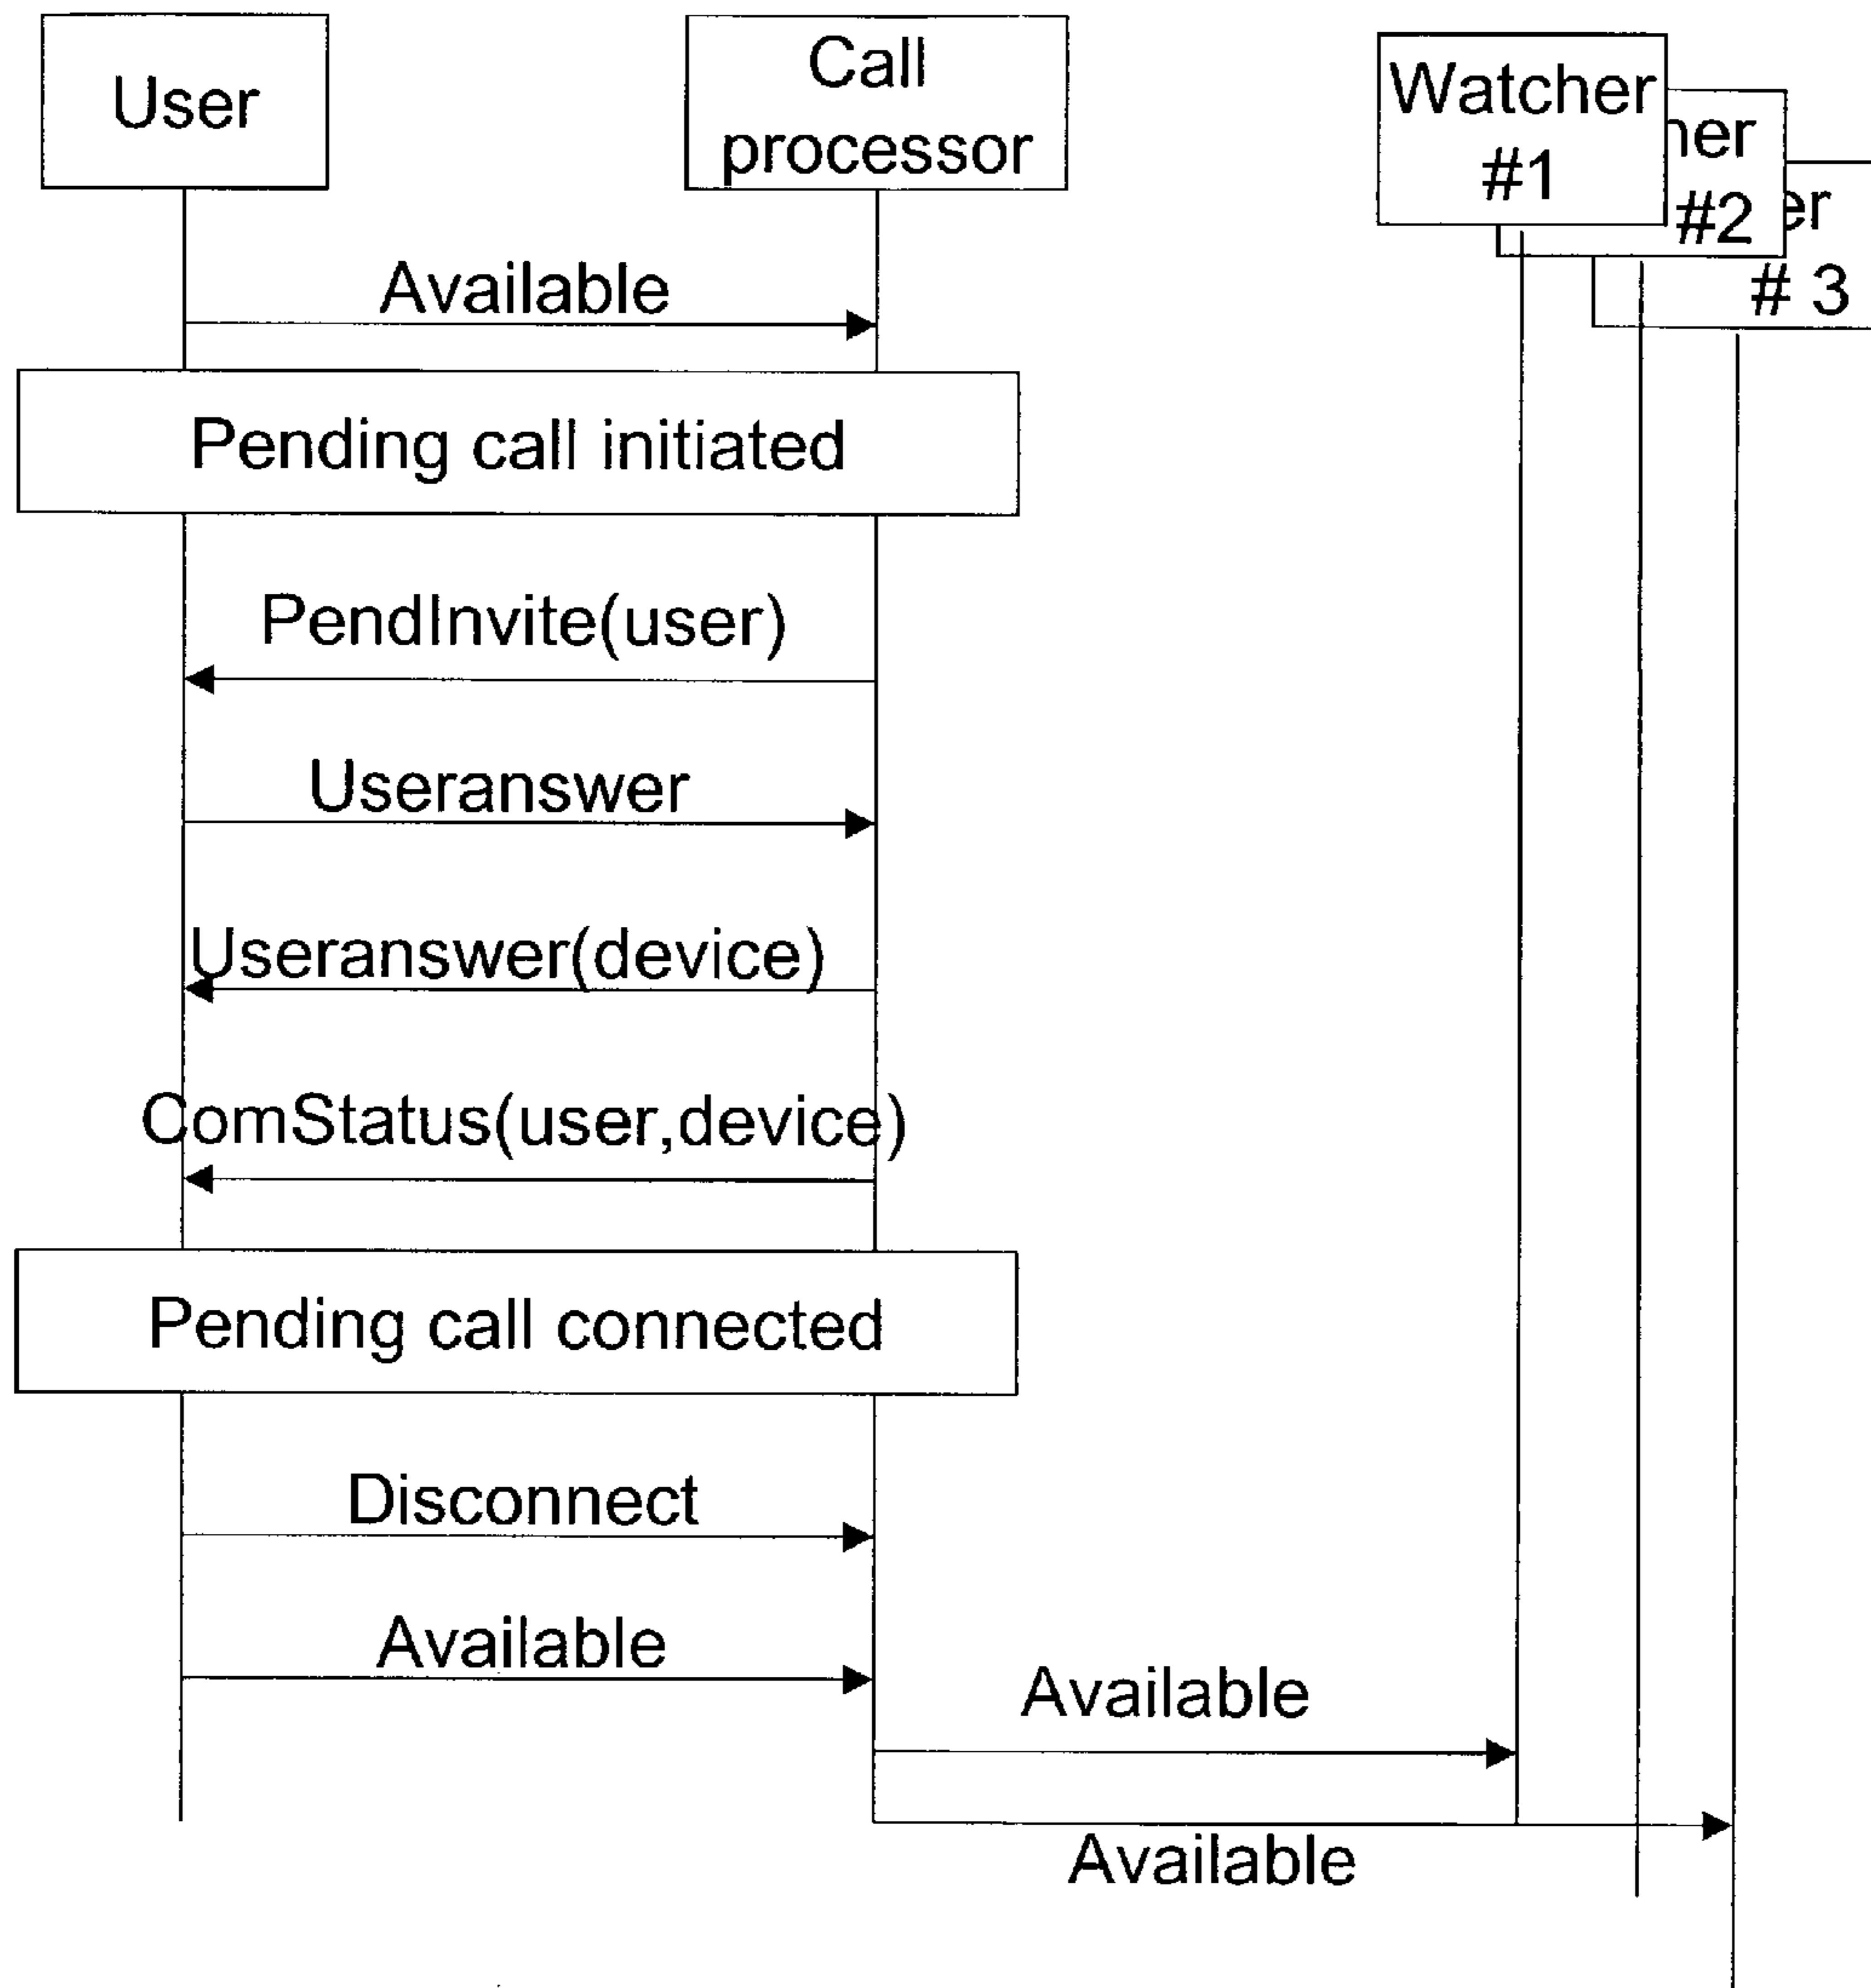 User
Call
processor
Watcher
#1
ner
#2
er
# 3
Available
Pending call initiated
PendInvite(user)
Useranswer
Useranswer(device)
ComStatus(user,device)
Pending call connected
Disconnect
Available
Available
Available